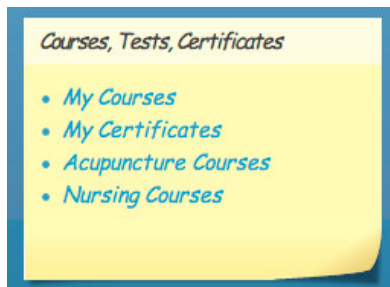 Courses, Tests, Certificates
My Courses
My Certificates
Acupuncture Courses
Nursing Courses